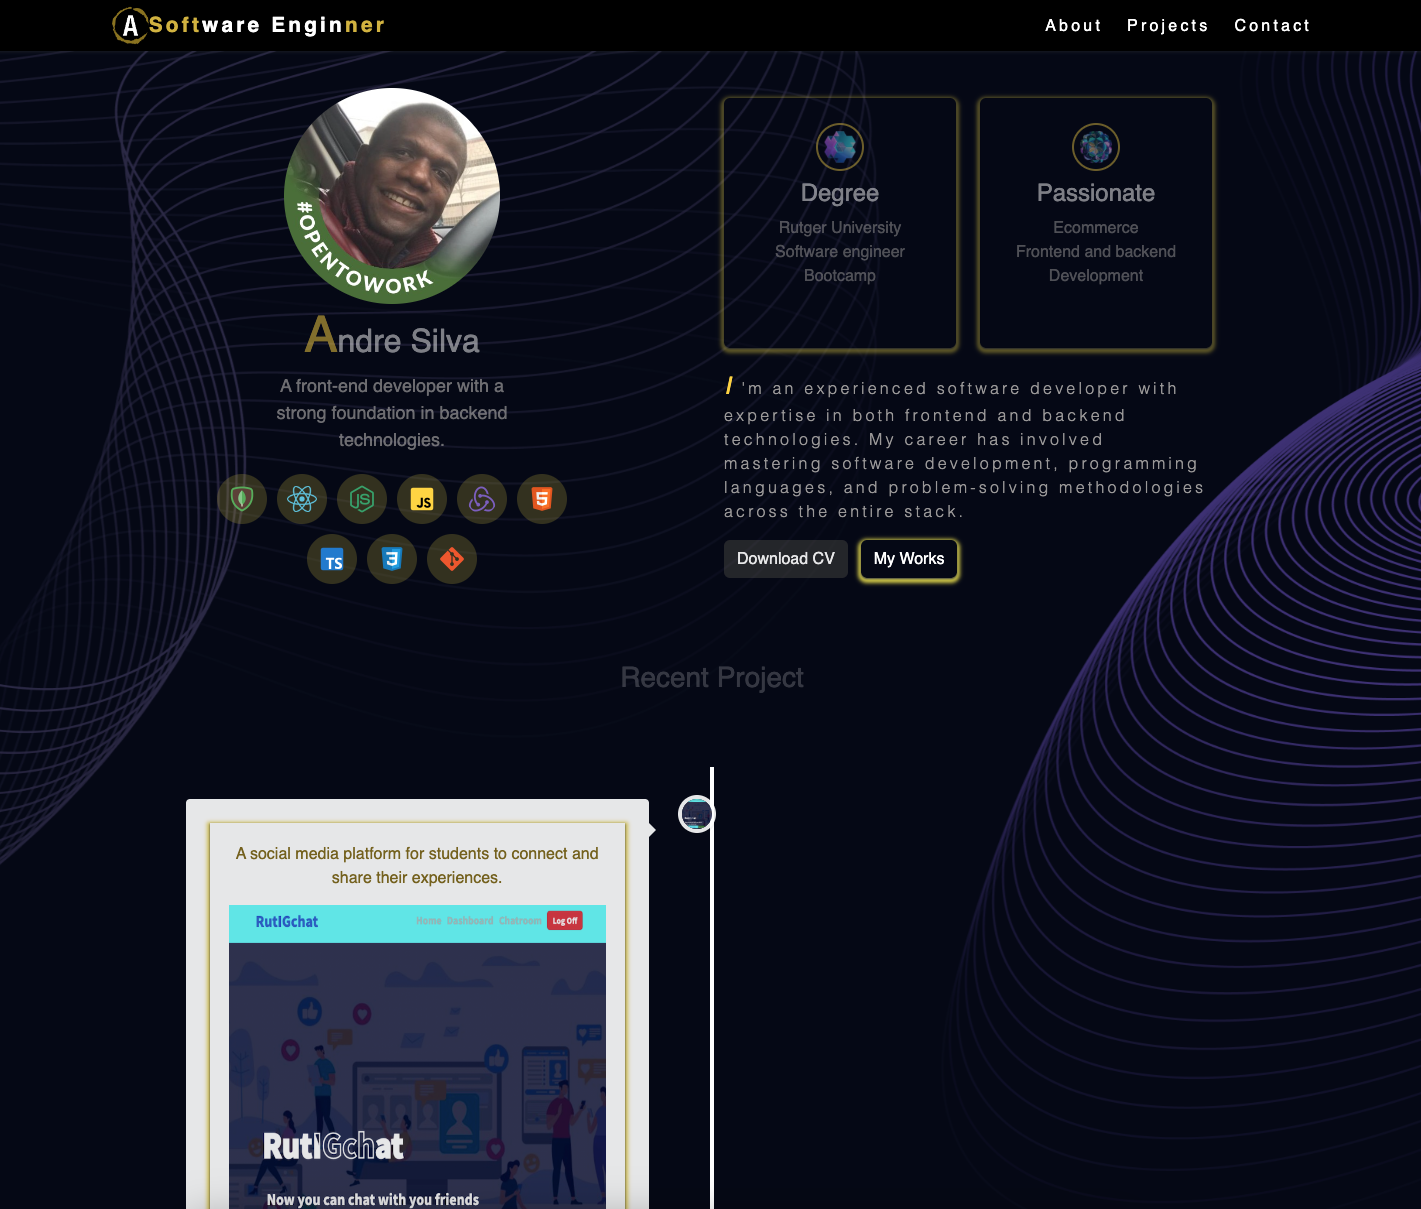 A Software Enginner
About Projects Contact
#OPENTOWORK
Andre Silva
A front-end developer with a
strong foundation in backend
technologies.
JS
JS
5
TS
3
Degree
Rutger University
Software engineer
Bootcamp
Passionate
Ecommerce
Frontend and backend
Development
I 'm an experienced software developer with
expertise in both frontend and backend
technologies. My career has involved
mastering software development, programming
languages, and problem-solving methodologies
across the entire stack.
Download CV
My Works
Recent Project
A social media platform for students to connect and
share their experiences.
RutIGchat
Home Dashboard Chatroom Log Off
RutIGchat
Now you can chat with you friends